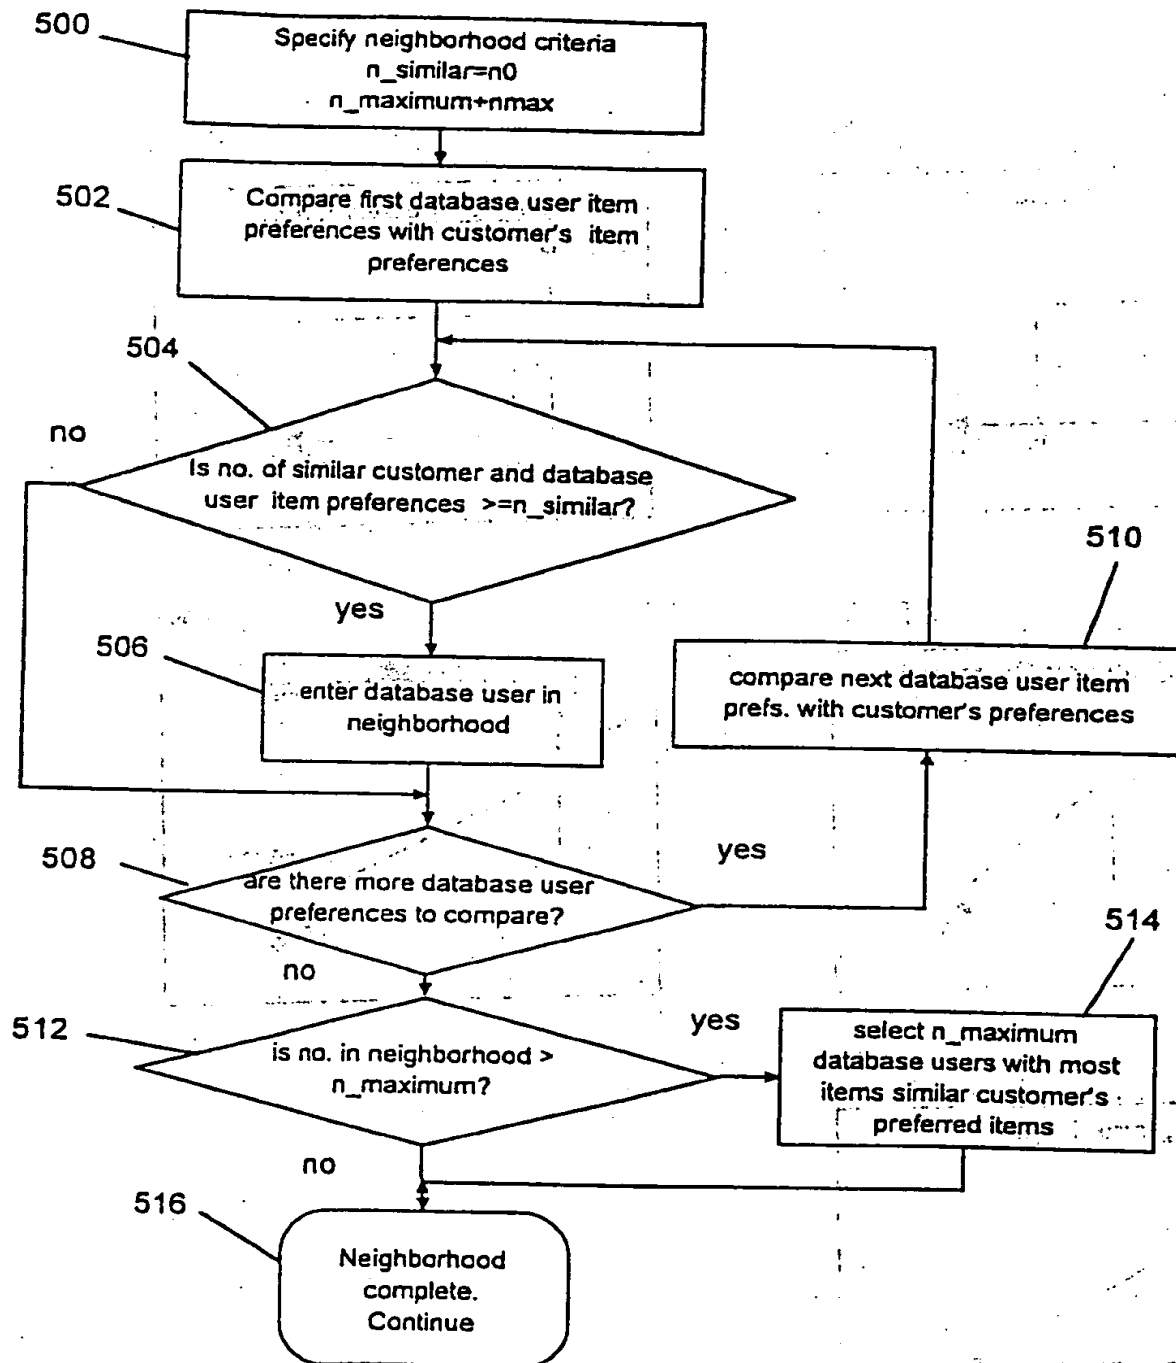 500
Specify neighborhood criteria
n_similar=n0
n_maximum+nmax
502
Compare first database user item
preferences with customer's item
preferences
504
no
Is no. of similar customer and database
user item preferences >=n_similar?
yes
506
enter database user in
neighborhood
510
compare next database user item
prefs. with customer's preferences
508
are there more database user
preferences to compare?
yes
no
512
is no. in neighborhood >
n_maximum?
yes
514
select n_maximum
database users with most
items similar customer's
preferred items
no
516
Neighborhood
complete.
Continue